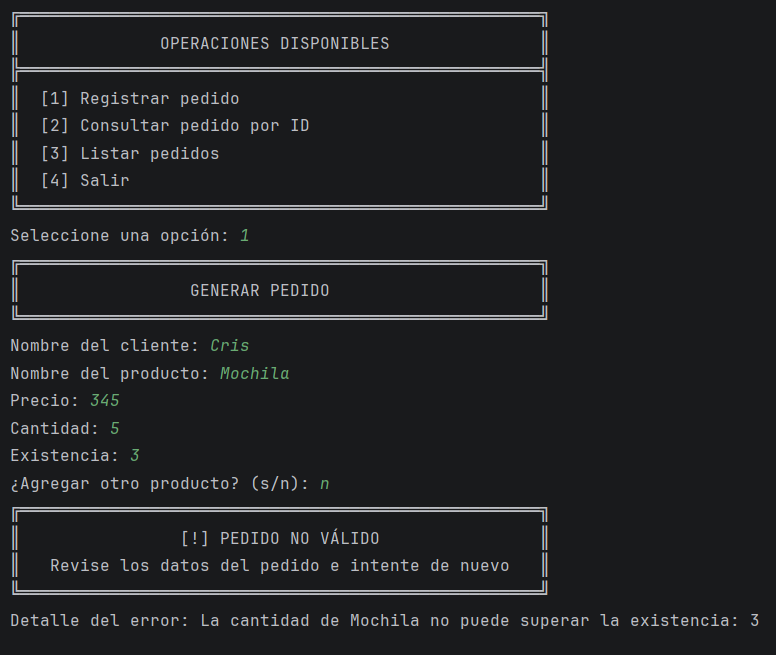 OPERACIONES DISPONIBLES
[1] Registrar pedido
[2] Consultar pedido por ID
[3] Listar pedidos
[4] Salir
Seleccione una opción: 1
GENERAR PEDIDO
Nombre del cliente: Cris
Nombre del producto: Mochila
Precio: 345
Cantidad: 5
Existencia: 3
¿Agregar otro producto? (s/n): n
[!] PEDIDO NO VÁLIDO
Revise los datos del pedido e intente de nuevo
Detalle del error: La cantidad de Mochila no puede superar la existencia: 3